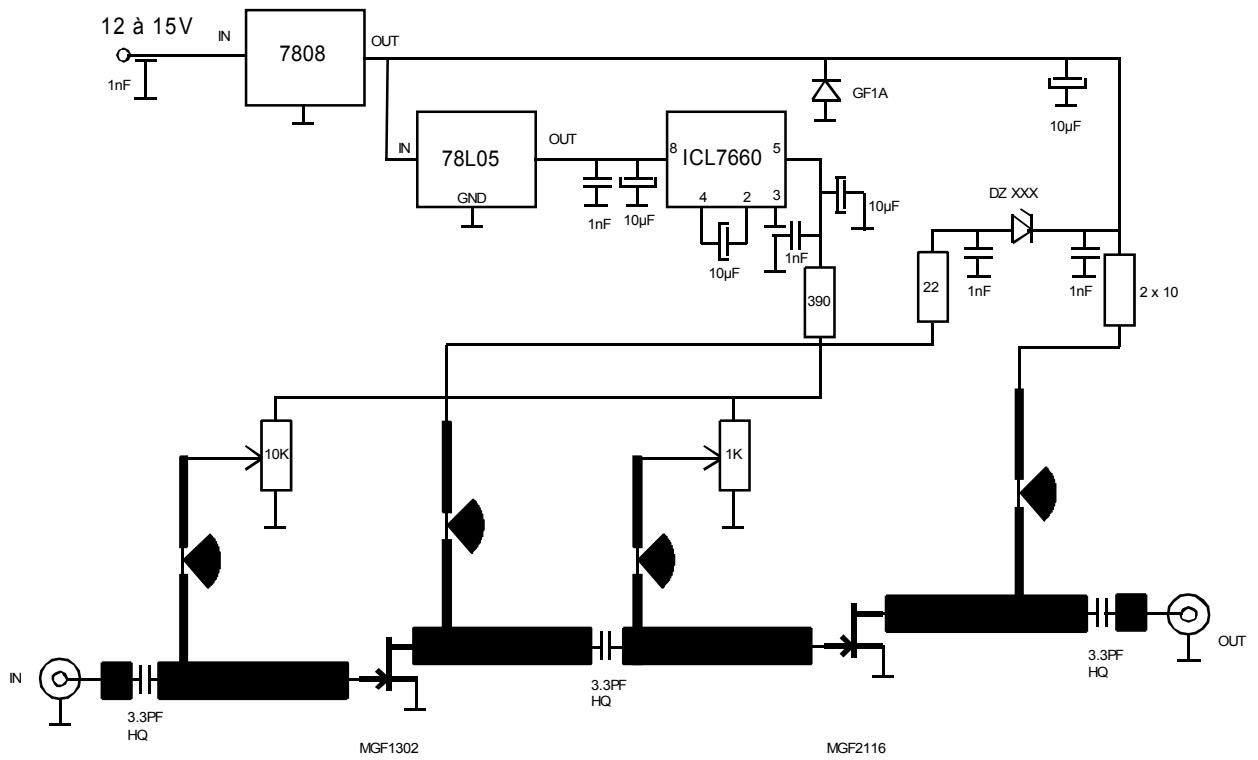 12 à 15V
IN
7808
OUT
1nF
GF1A
10µF
IN
78L05
GND
OUT
1nF
10µF
8
ICL7660
5
4
2
3
10µF
1nF
10µF
DZ XXX
1nF
1nF
22
2 x 10
390
10K
1K
IN
3.3PF
HQ
MGF1302
3.3PF
HQ
MGF2116
3.3PF
HQ
OUT